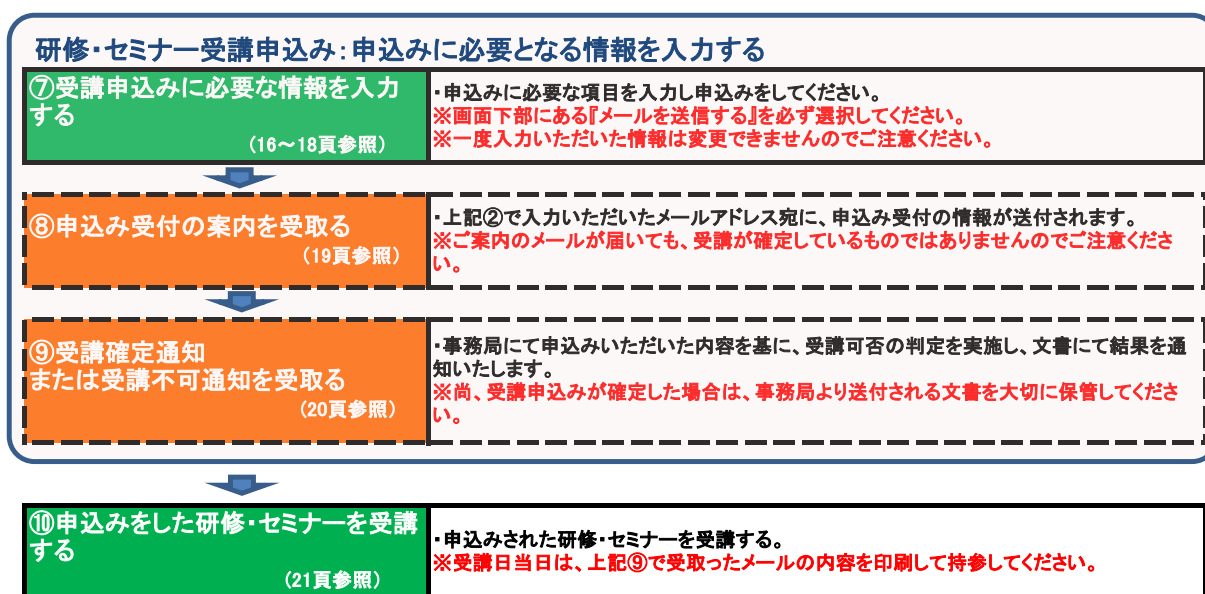 研修・セミナー受講申込み：申込みに必要となる情報を入力する
⑦受講申込みに必要な情報を入力
する
（16～18頁参照）
・申込みに必要な項目を入力し申込みをしてください。
※画面下部にある『メールを送信する』を必ず選択してください。
※一度入力いただいた情報は変更できませんのでご注意ください。
⑧申込み受付の案内を受取る
（19頁参照）
・上記②で入力いただいたメールアドレス宛に、申込み受付の情報が送付されます。
※ご案内のメールが届いても、受講が確定しているものではありませんのでご注意くださ
い。
⑨受講確定通知
または受講不可通知を受取る
（20頁参照）
・事務局にて申込みいただいた内容を基に、受講可否の判定を実施し、文書にて結果を通
知いたします。
※尚、受講申込みが確定した場合は、事務局より送付される文書を大切に保管してくださ
い。
⑩申込みをした研修・セミナーを受講
する
（21頁参照）
・申込みされた研修・セミナーを受講する。
※受講日当日は、上記⑨で受取ったメールの内容を印刷して持参してください。